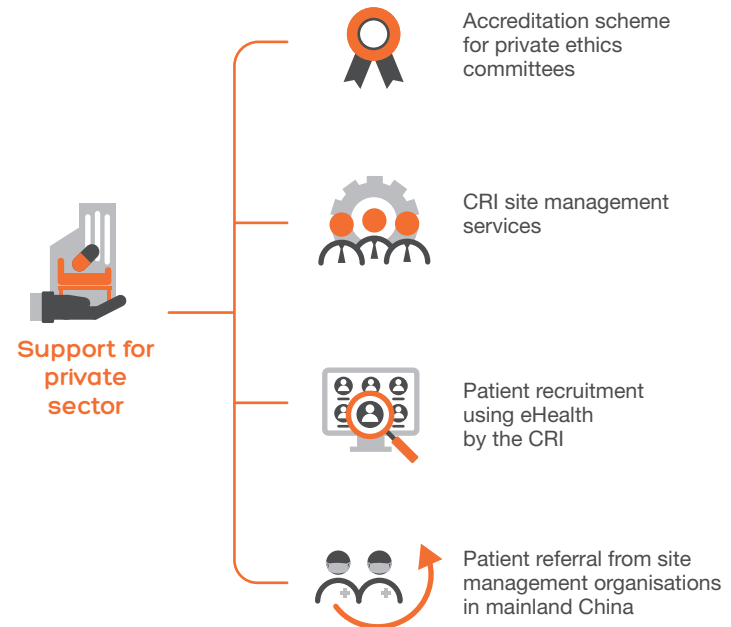 Support for
private
sector
Accreditation scheme
for private ethics
committees
CRI site management
services
Patient recruitment
using eHealth
by the CRI
Patient referral from site
management organisations
in mainland China